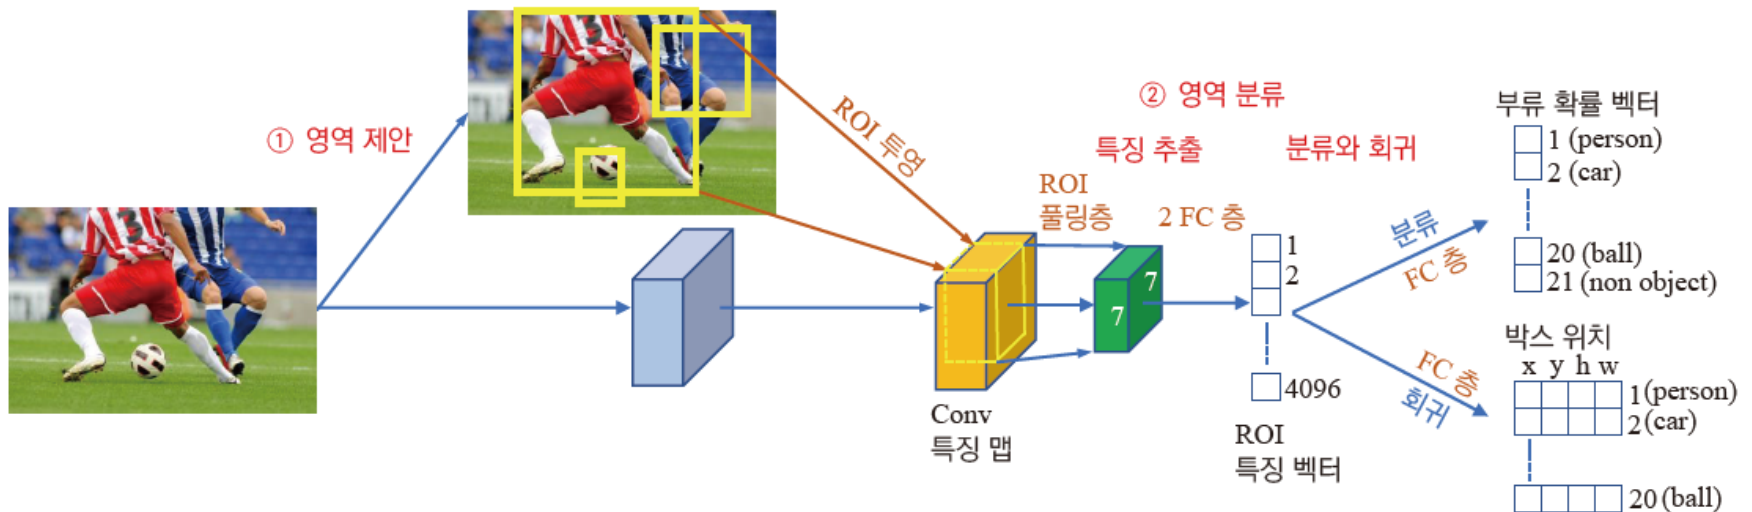 ① 영역 제안
3
3
ROI 투영
② 영역 분류
특징 추출
분류와 회귀
ROI
풀링층
2 FC 층
Conv
특징 맵
7
7
1
2
4096
ROI
특징 벡터
분류
FC 층
FC 층
회귀
부류 확률 벡터
1 (person)
2 (car)
20 (ball)
21 (non object)
박스 위치
x y h w
1 (person)
2 (car)
20 (ball)